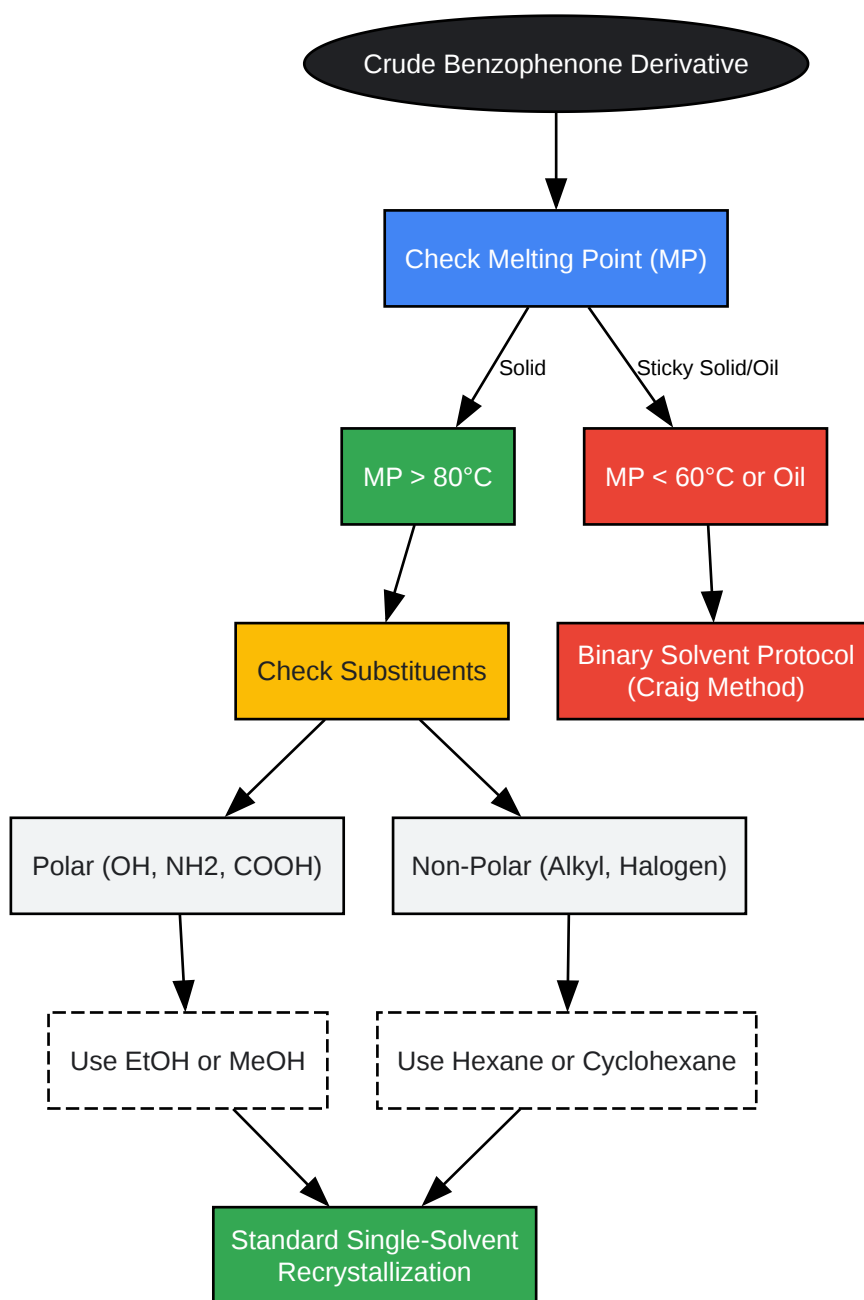 Crude Benzophenone Derivative
Check Melting Point (MP)
Solid
Sticky Solid/Oil
MP > 80°C
MP < 60°C or Oil
Check Substituents
Binary Solvent Protocol
(Craig Method)
Polar (OH, NH2, COOH)
Non-Polar (Alkyl, Halogen)
Use EtOH or MeOH
Use Hexane or Cyclohexane
Standard Single-Solvent
Recrystallization